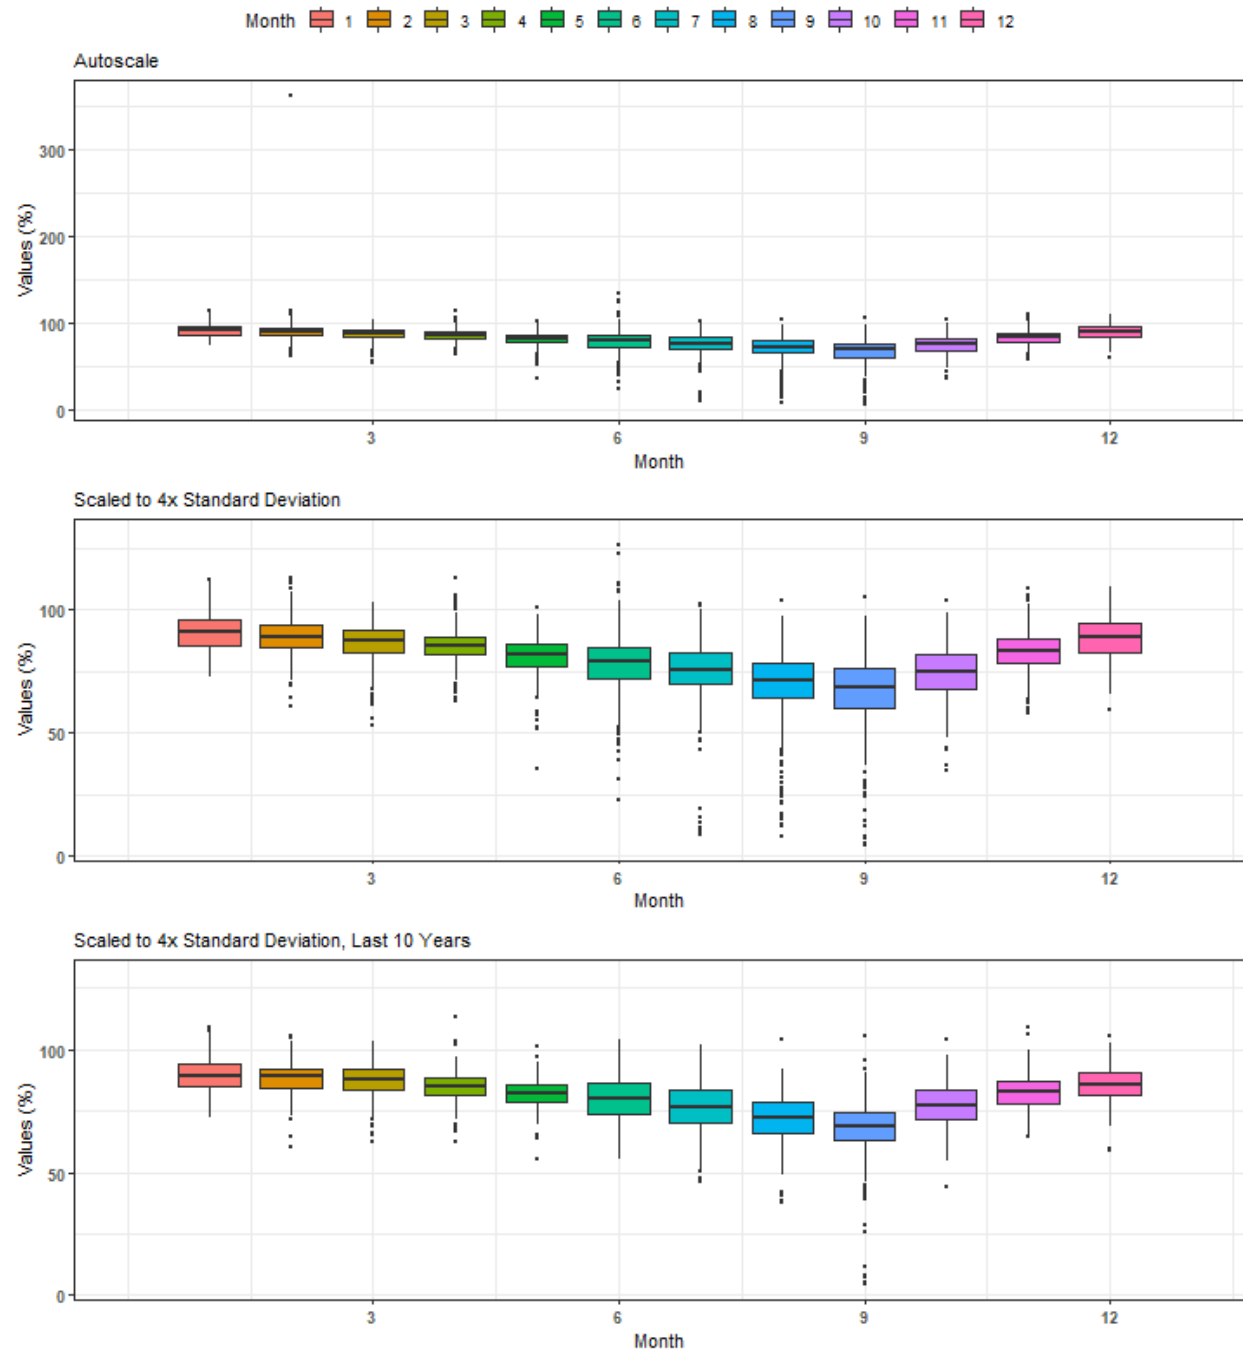 Month 1 2 3 4 5 6 7 8 9 10 11 12
Autoscale
Values (%)
300
200
100
0
3 6 9 12
Month
Scaled to 4x Standard Deviation
Values (%)
100
50
0
3 6 9 12
Month
Scaled to 4x Standard Deviation, Last 10 Years
Values (%)
100
50
0
3 6 9 12
Month